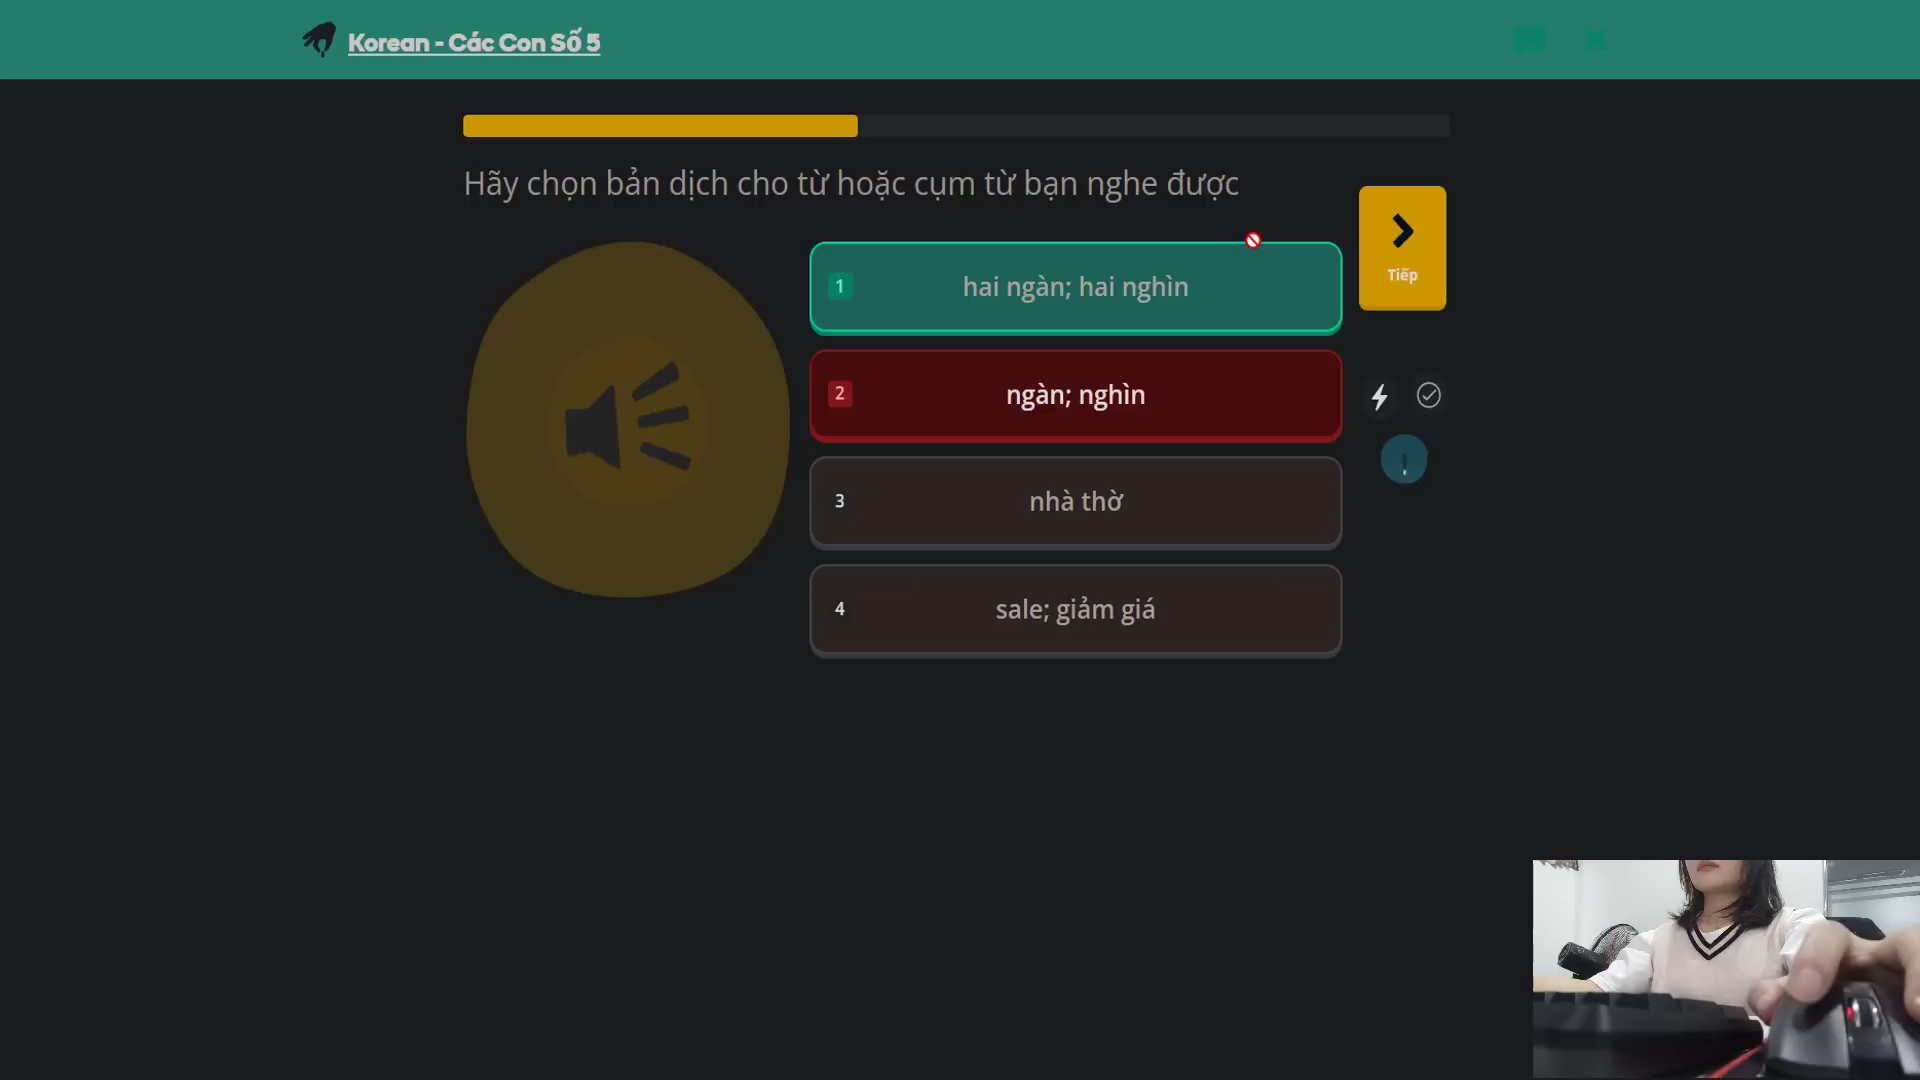 Korean - Các Con Số 5
Hãy chọn bản dịch cho từ hoặc cụm từ bạn nghe được
Tiếp
1 hai ngàn; hai nghìn
2 ngàn; nghìn
3 nhà thờ
4 sale; giảm giá